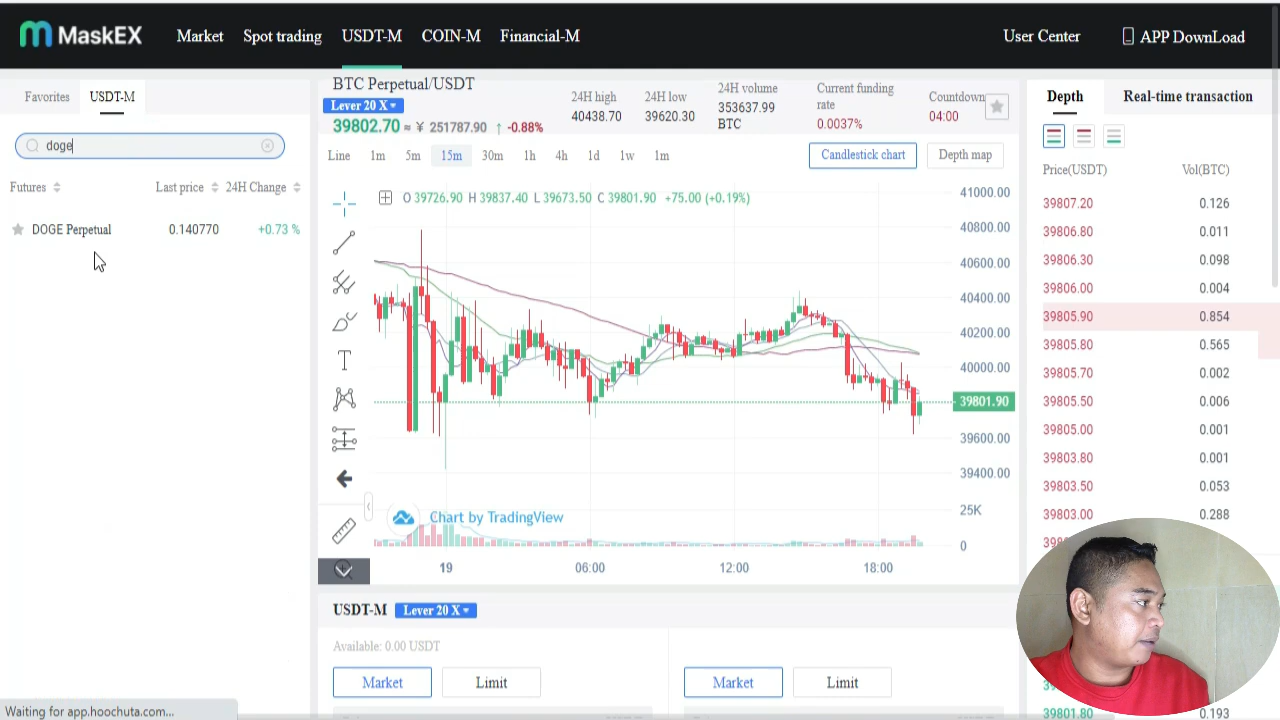 MaskEX
Market
Spot trading
USDT-M
COIN-M
Financial-M
User Center
APP DownLoad
Favorites
USDT-M
doge
Futures
Last price
24H Change
DOGE Perpetual
0.140770
+0.73 %
BTC Perpetual/USDT
Lever 20 X
39802.70 ≈ ¥ 251787.90 ↑ -0.88%
24H high
40438.70
24H low
39620.30
24H volume
353637.99
BTC
Current funding
rate
0.0037%
Countdown
04:00
Line 1m 5m 15m 30m 1h 4h 1d 1w 1m
Candlestick chart
Depth map
O 39726.90 H 39837.40 L 39673.50 C 39801.90 +75.00 (+0.19%)
41000.00
40800.00
40600.00
40400.00
40200.00
40000.00
39801.90
39600.00
39400.00
25K
0
Chart by TradingView
19 06:00 12:00 18:00
USDT-M
Lever 20 X
Available: 0.00 USDT
Market
Limit
Market
Limit
Depth
Real-time transaction
Price(USDT) Vol(BTC)
39807.20 0.126
39806.80 0.011
39806.30 0.098
39806.00 0.004
39805.90 0.854
39805.80 0.565
39805.70 0.002
39805.50 0.006
39805.00 0.001
39803.80 0.001
39803.50 0.053
39803.00 0.288
39801.80 0.193
Waiting for app.hoochuta.com...